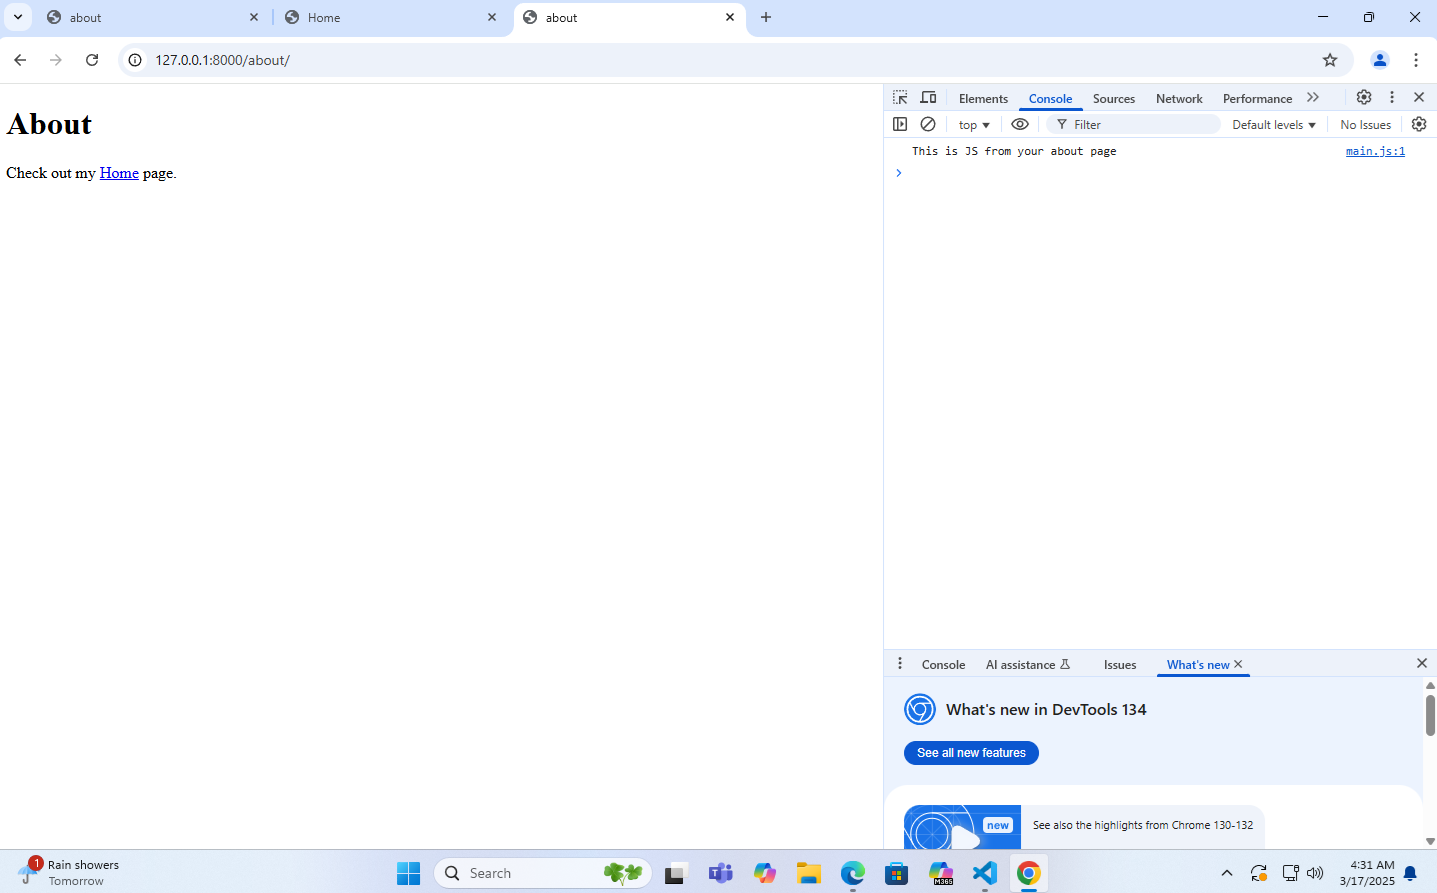 about
Home
about
127.0.0.1:8000/about/
Elements Console Sources Network Performance
top Filter Default levels No Issues
About
This is JS from your about page main.js:1
Check out my Home page.
Console AI assistance Issues What's new
What's new in DevTools 134
See all new features
new See also the highlights from Chrome 130-132
1 Rain showers
Tomorrow
Search
M365
4:31 AM
3/17/2025